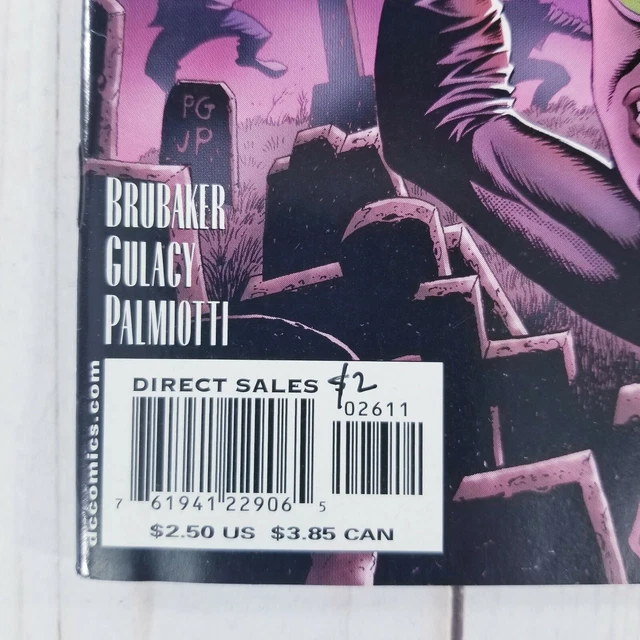 PG
JP
BRUBAKER
GULACY
PALMIOTTI
dccomics.com
DIRECT SALES $2
02611
7 61941 22906 5
$2.50 US $3.85 CAN